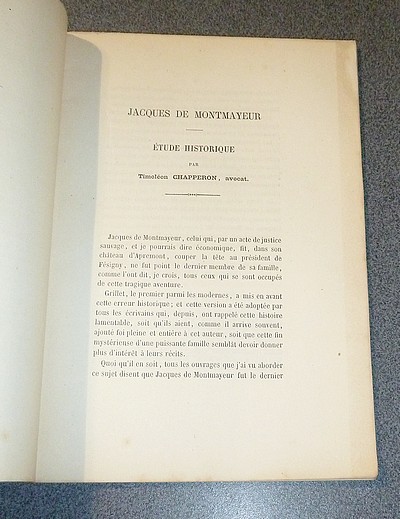 JACQUES DE MONTMAYEUR
ÉTUDE HISTORIQUE
PAR
Timoléon CHAPPERON, avocat.
Jacques de Montmayeur, celui qui, par un acte de justice
sauvage, et je pourrais dire économique, fit, dans son
château d'Apremont, couper la tête au président de
Fésigny, ne fut point le dernier membre de sa famille,
comme l'ont dit, je crois, tous ceux qui se sont occupés
de cette tragique aventure.
Grillet, le premier parmi les modernes, a mis en avant
cette erreur historique; et cette version a été adoptée par
tous les écrivains qui, depuis, ont rappelé cette histoire
lamentable, soit qu'ils aient, comme il arrive souvent,
ajouté foi pleine et entière à cet auteur, soit que cette fin
mystérieuse d'une puissante famille semblât devoir donner
plus d'intérêt à leurs récits.
Quoi qu'il en soit, tous les ouvrages que j'ai vu aborder
ce sujet disent que Jacques de Montmayeur fut le dernier